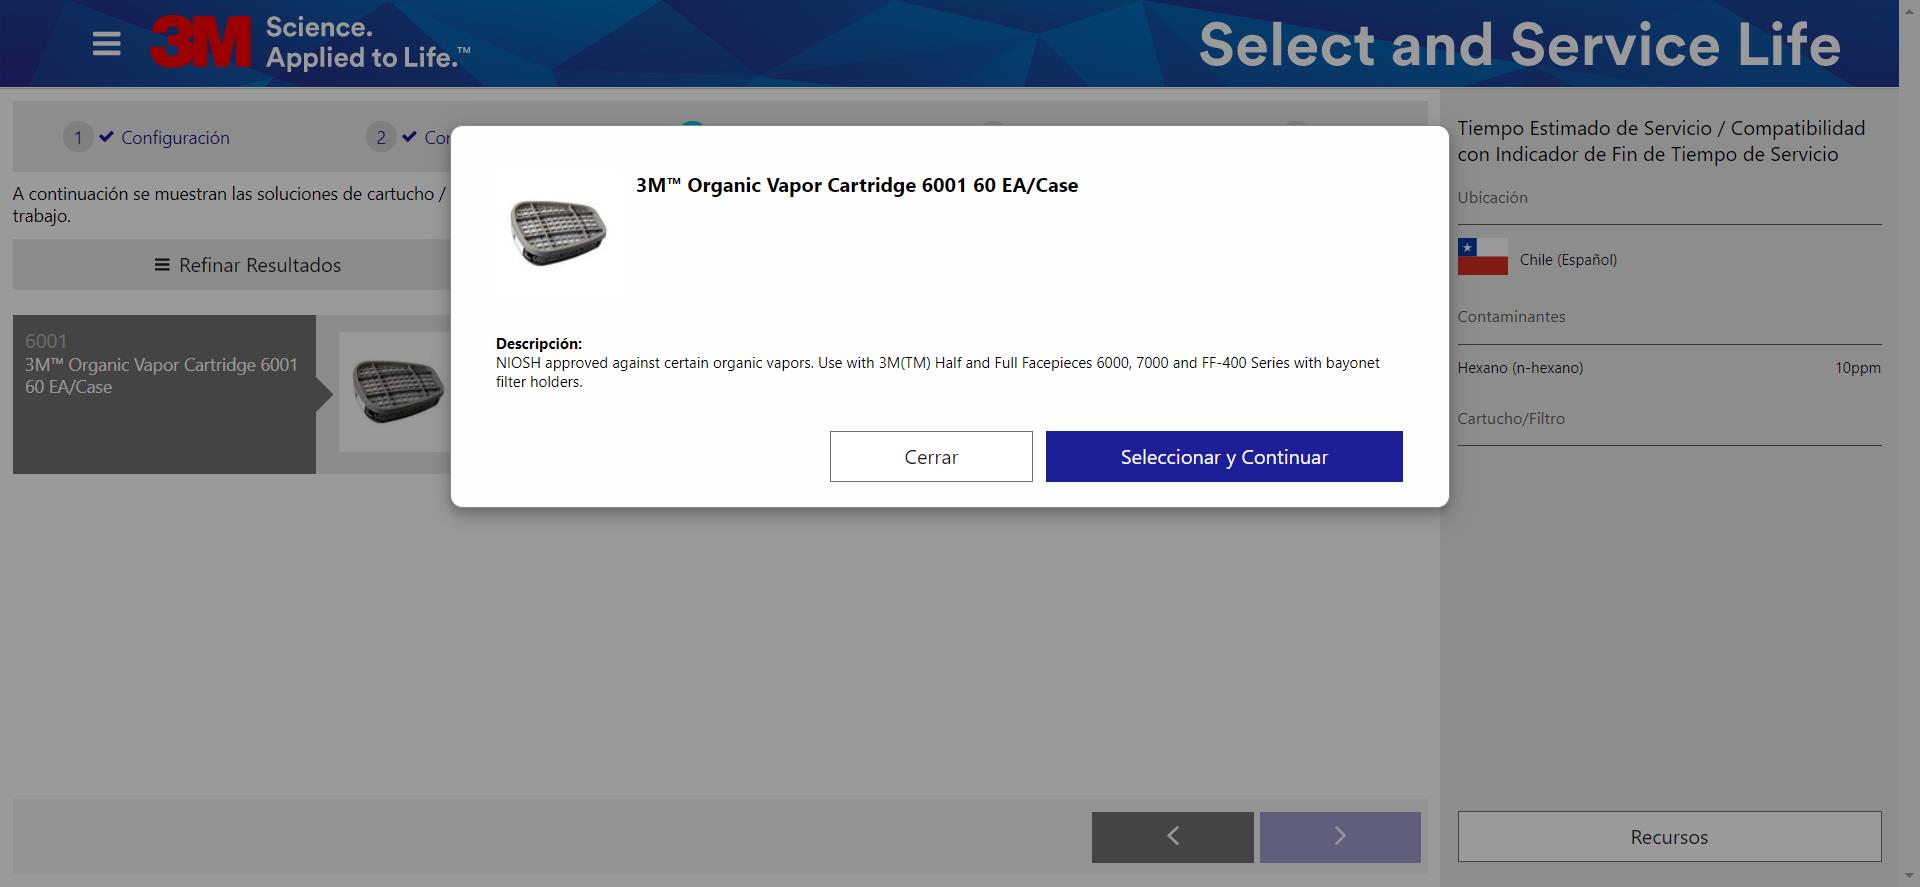 3M Science.
Applied to Life.™
Select and Service Life
1 Configuración
2 Con
A continuación se muestran las soluciones de cartucho /
trabajo.
Refinar Resultados
6001
3M™ Organic Vapor Cartridge 6001
60 EA/Case
3M™ Organic Vapor Cartridge 6001 60 EA/Case
Descripción:
NIOSH approved against certain organic vapors. Use with 3M(TM) Half and Full Facepieces 6000, 7000 and FF-400 Series with bayonet
filter holders.
Cerrar
Seleccionar y Continuar
Tiempo Estimado de Servicio / Compatibilidad
con Indicador de Fin de Tiempo de Servicio
Ubicación
Chile (Español)
Contaminantes
Hexano (n-hexano) 10ppm
Cartucho/Filtro
Recursos